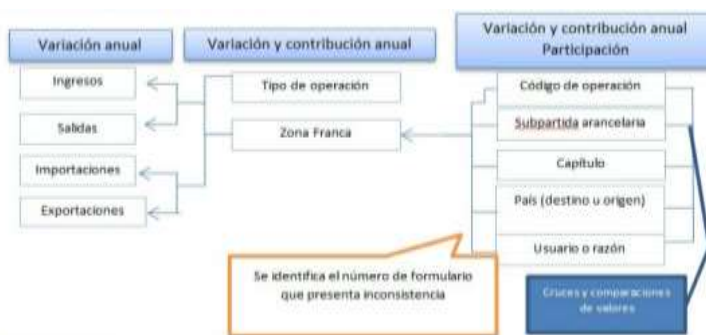 Variación anual
Variación y contribución anual
Variación y contribución anual
Participación
Ingresos
Salidas
Importaciones
Exportaciones
Tipo de operación
Zona Franca
Código de operación
Subpartida arancelaria
Capítulo
País (destino u origen)
Usuario o razón
Se identifica el número de formulario
que presenta inconsistencia
Cruces y comparaciones
de valores